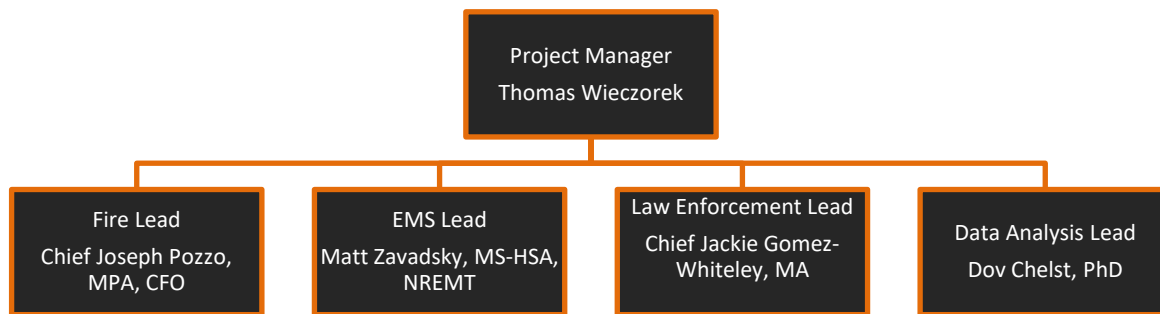 Project Manager
Thomas Wieczorek
Fire Lead
Chief Joseph Pozzo,
MPA, CFO
EMS Lead
Matt Zavadsky, MS-HSA,
NREMT
Law Enforcement Lead
Chief Jackie Gomez-
Whiteley, MA
Data Analysis Lead
Dov Chelst, PhD